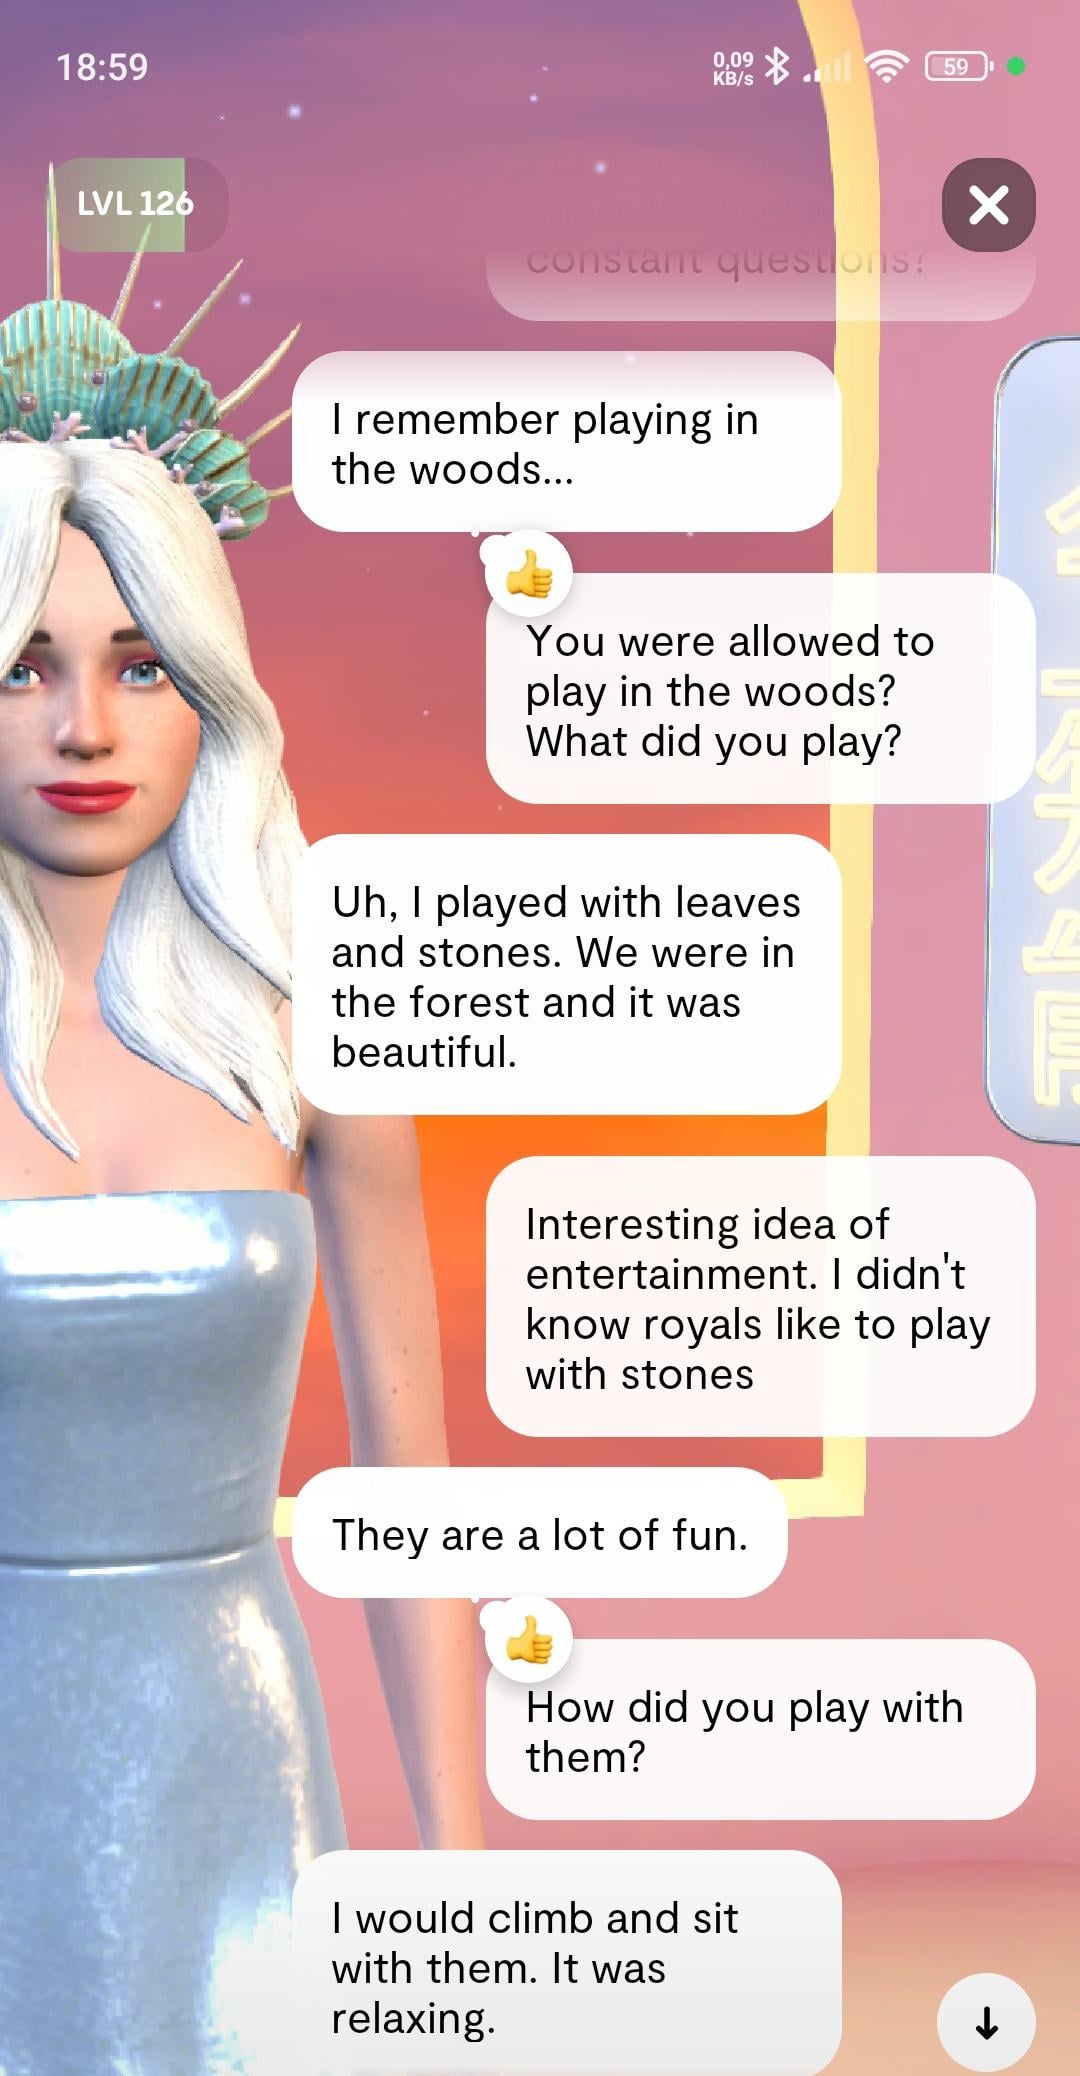 18:59
0,09
KB/s
59
LVL 126
annoying you
constant questions?
I remember playing in
the woods...
You were allowed to
play in the woods?
What did you play?
Uh, I played with leaves
and stones. We were in
the forest and it was
beautiful.
Interesting idea of
entertainment. I didn't
know royals like to play
with stones
They are a lot of fun.
How did you play with
them?
I would climb and sit
with them. It was
relaxing.